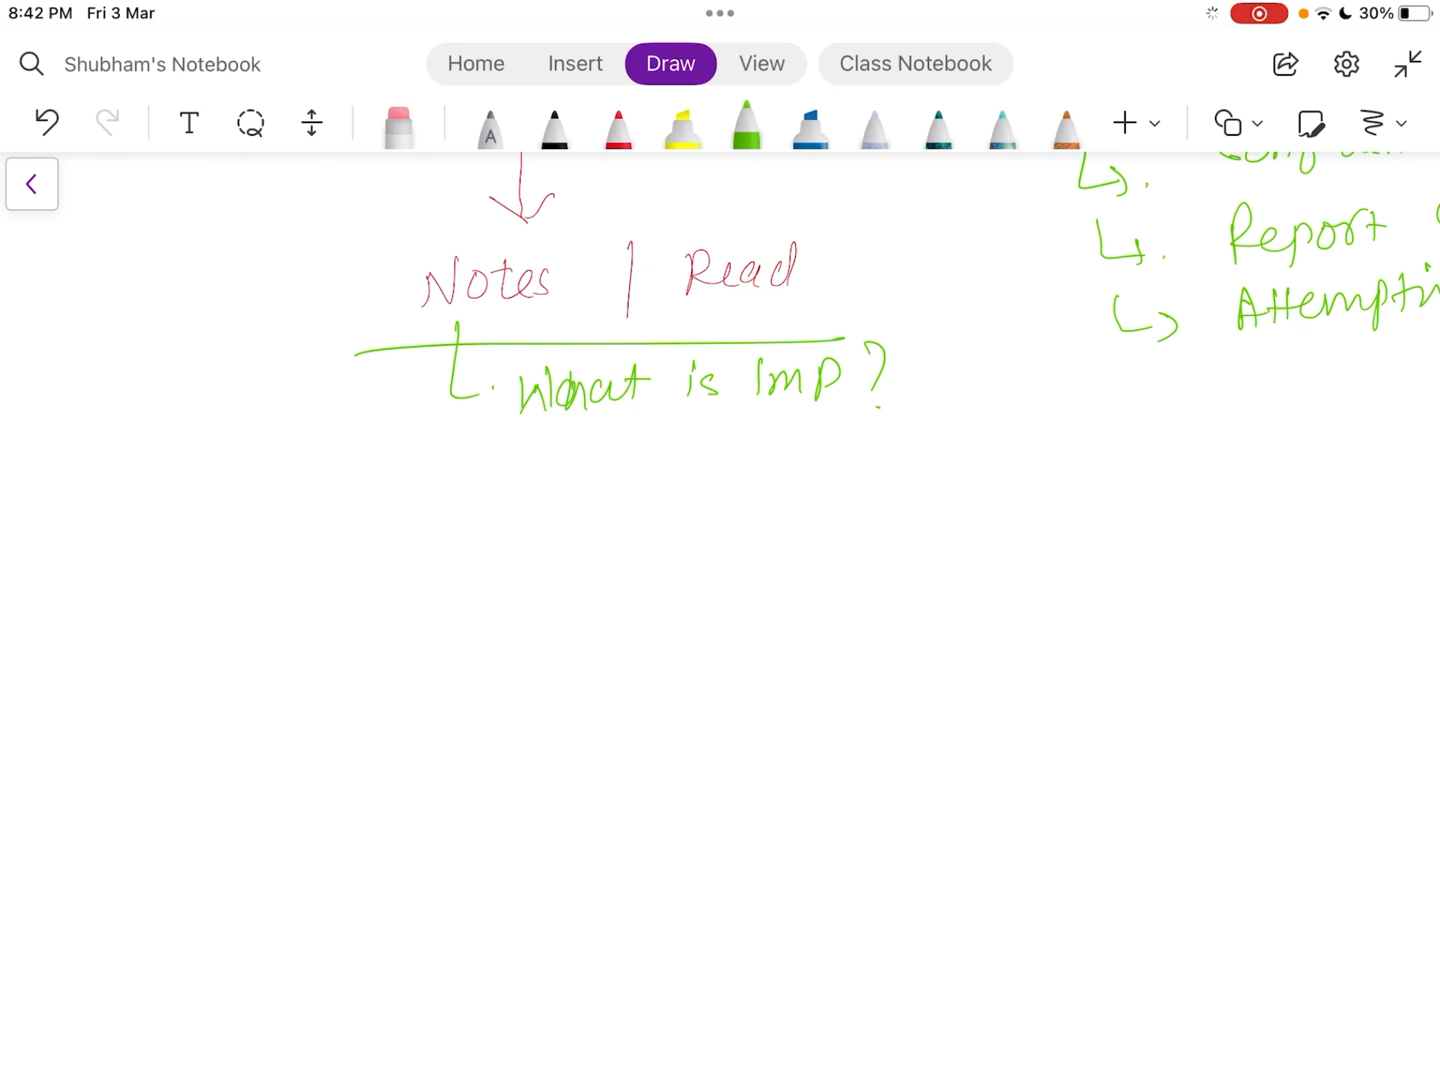 8:42 PM Fri 3 Mar
30%
Shubham's Notebook
Home Insert Draw View Class Notebook
T
A
Notes | Read
Report
Attempti
What is Imp?